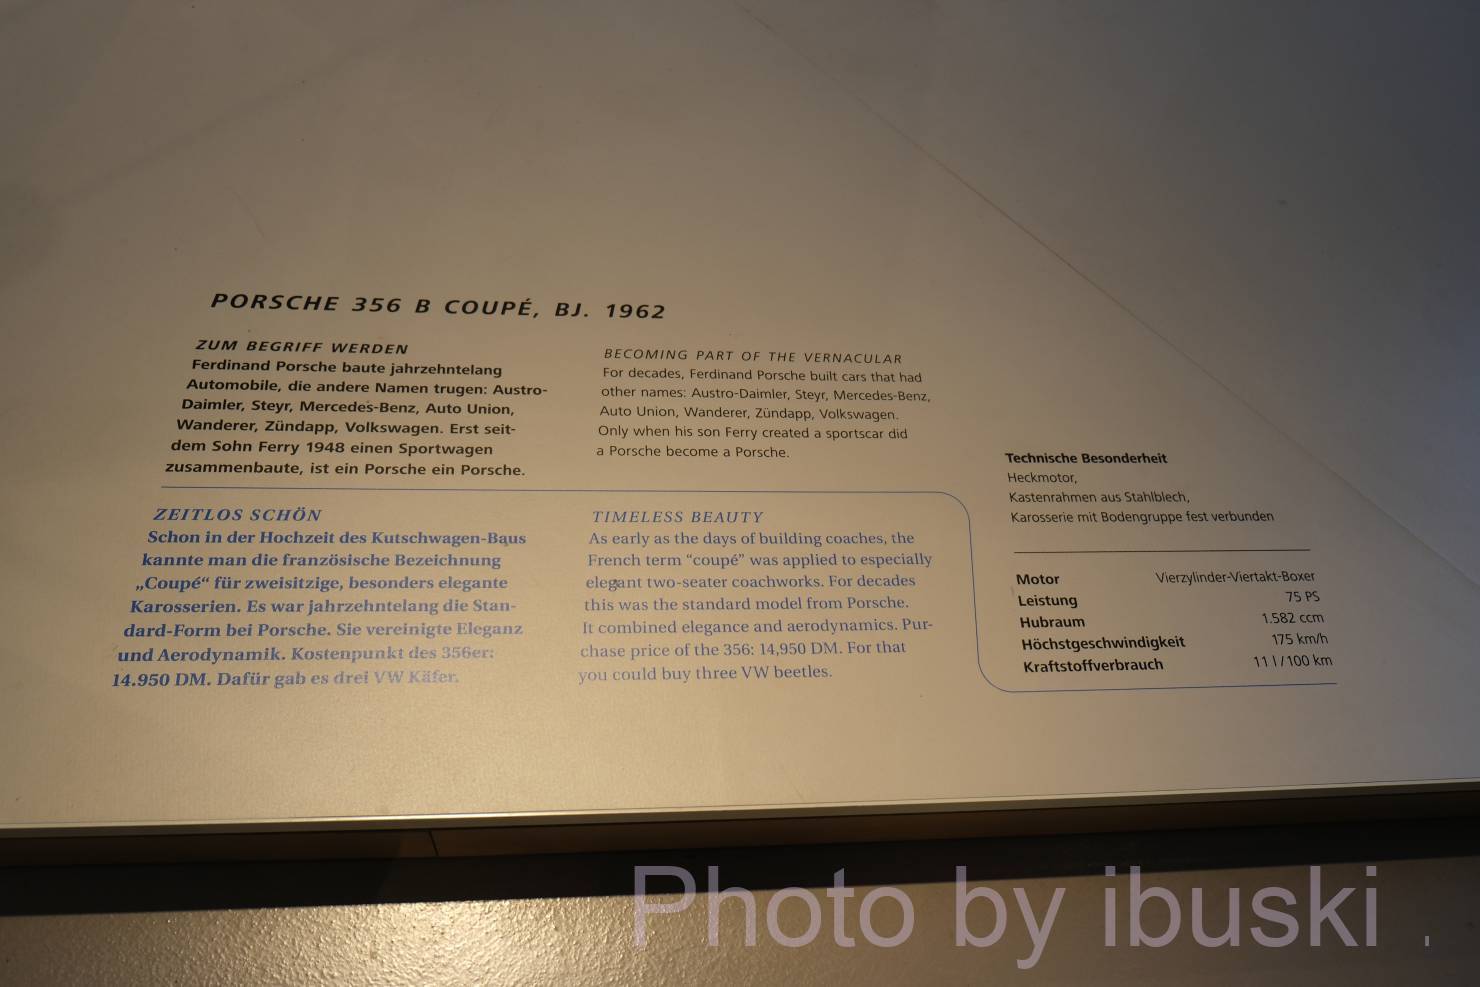 PORSCHE 356 B COUPÉ, BJ. 1962
ZUM BEGRIFF WERDEN
Ferdinand Porsche baute jahrzehntelang
Automobile, die andere Namen trugen: Austro-
Daimler, Steyr, Mercedes-Benz, Auto Union,
Wanderer, Zündapp, Volkswagen. Erst seit-
dem Sohn Ferry 1948 einen Sportwagen
zusammenbaute, ist ein Porsche ein Porsche.
BECOMING PART OF THE VERNACULAR
For decades, Ferdinand Porsche built cars that had
other names: Austro-Daimler, Steyr, Mercedes-Benz,
Auto Union, Wanderer, Zündapp, Volkswagen.
Only when his son Ferry created a sportscar did
a Porsche become a Porsche.
ZEITLOS SCHÖN
Schon in der Hochzeit des Kutschwagen-Baus
kannte man die französische Bezeichnung
„Coupé“ für zweisitzige, besonders elegante
Karosserien. Es war jahrzehntelang die Stan-
dard-Form bei Porsche. Sie vereinigte Eleganz
und Aerodynamik. Kostenpunkt des 356er:
14.950 DM. Dafür gab es drei VW Käfer.
TIMELESS BEAUTY
As early as the days of building coaches, the
French term “coupé” was applied to especially
elegant two-seater coachworks. For decades
this was the standard model from Porsche.
It combined elegance and aerodynamics. Pur-
chase price of the 356: 14,950 DM. For that
you could buy three VW beetles.
Technische Besonderheit
Heckmotor,
Kastenrahmen aus Stahlblech,
Karosserie mit Bodengruppe fest verbunden
Motor Vierzylinder-Viertakt-Boxer
Leistung 75 PS
Hubraum 1.582 ccm
Höchstgeschwindigkeit 175 km/h
Kraftstoffverbrauch 11 l / 100 km
Photo by ibuski .